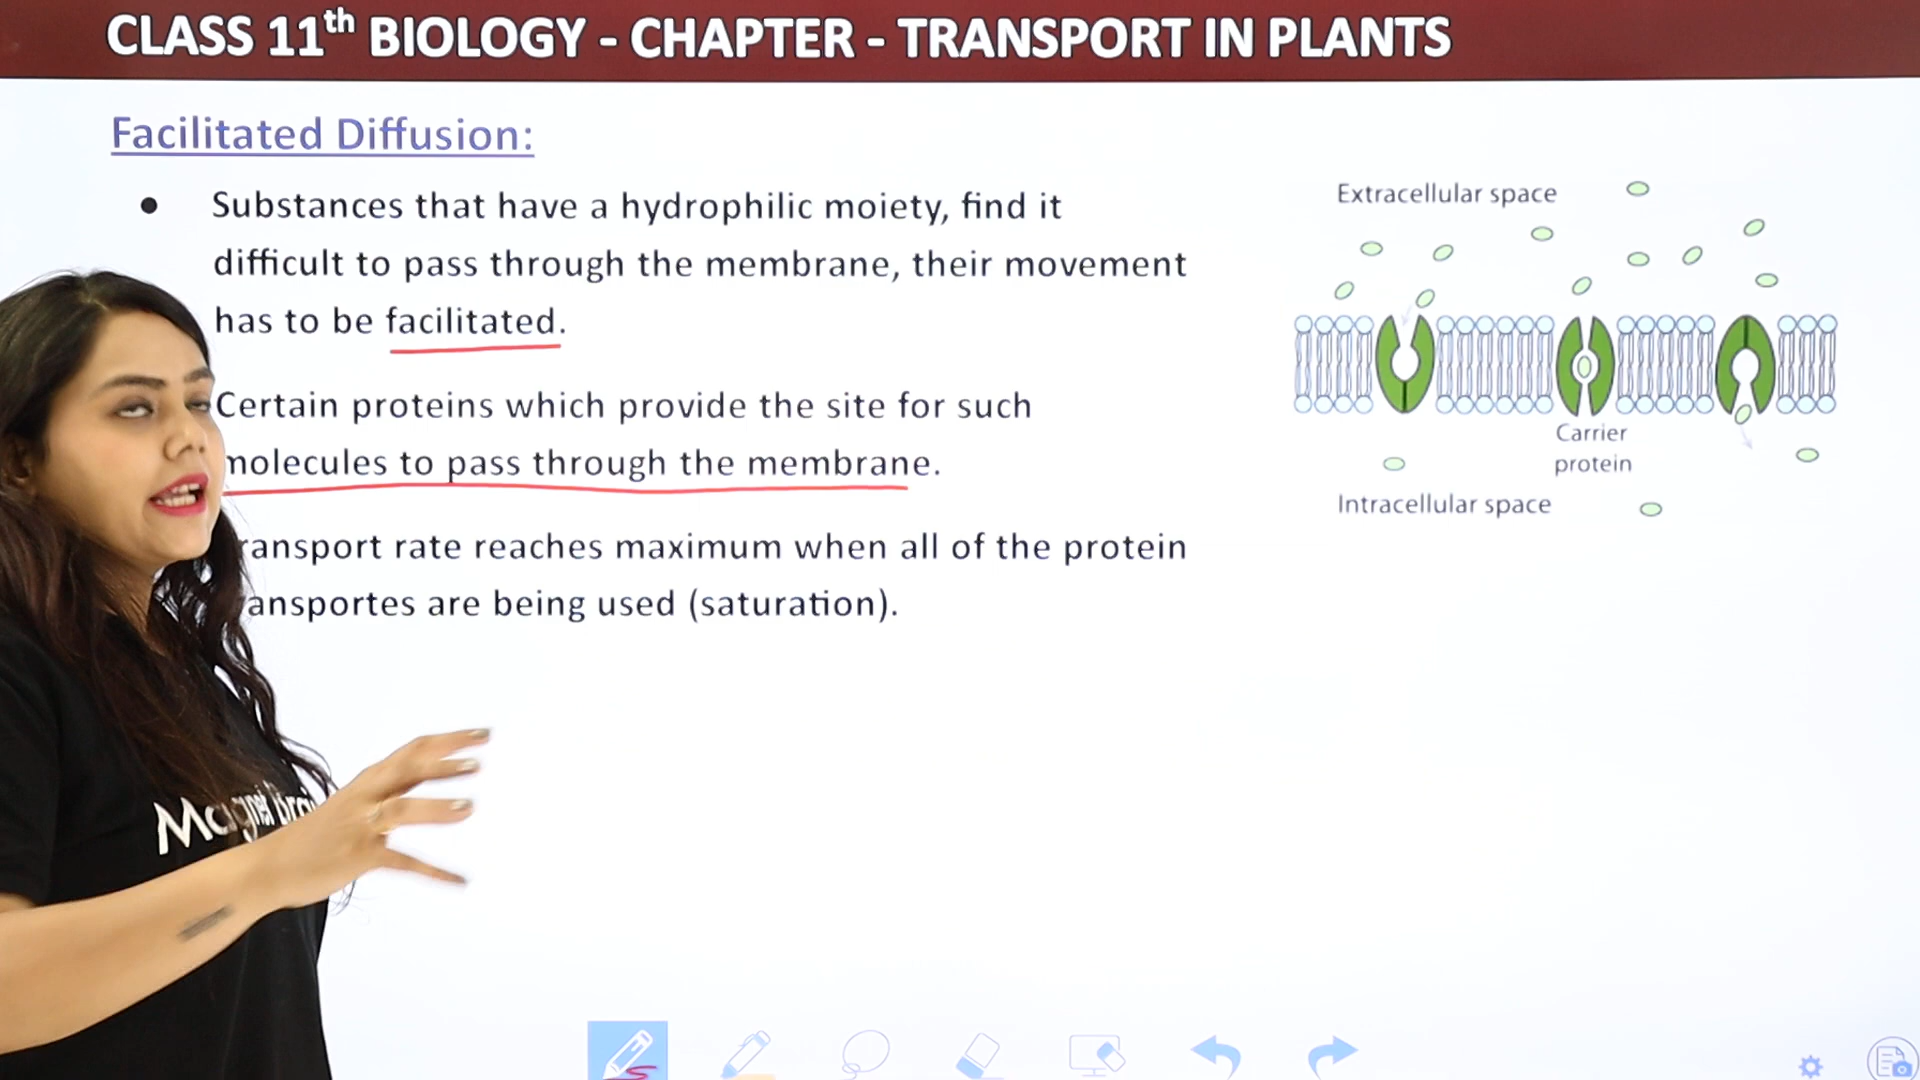 CLASS 11th BIOLOGY - CHAPTER - TRANSPORT IN PLANTS
Facilitated Diffusion:
• Substances that have a hydrophilic moiety, find it
difficult to pass through the membrane, their movement
has to be facilitated.
Certain proteins which provide the site for such
molecules to pass through the membrane.
ransport rate reaches maximum when all of the protein
ansportes are being used (saturation).
Extracellular space
Carrier
protein
Intracellular space